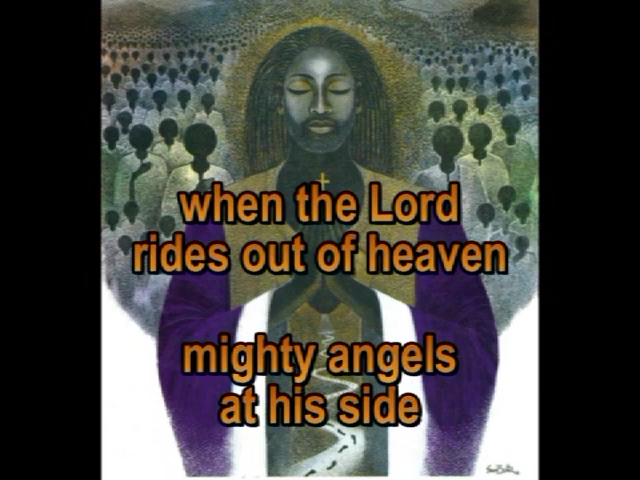 when the Lord
rides out of heaven
mighty angels
at his side